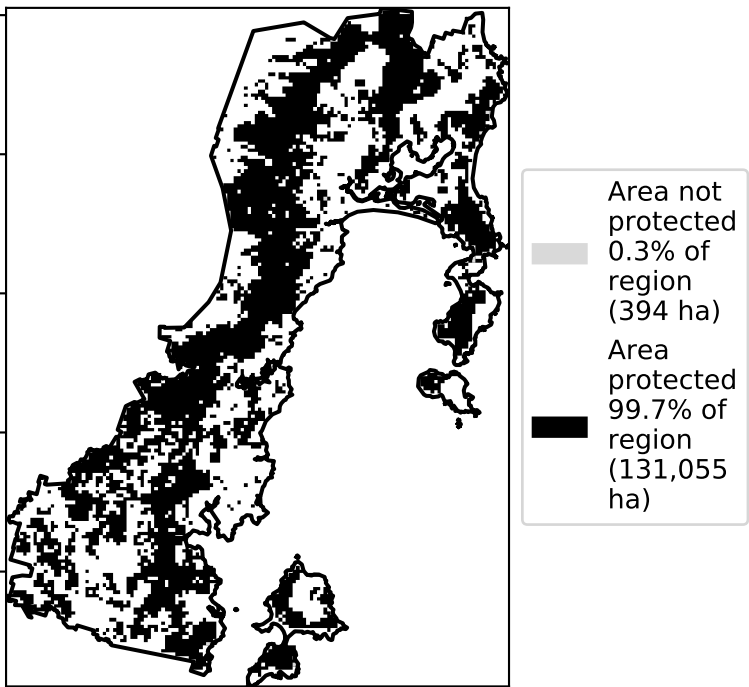 Area not
protected
0.3% of
region
(394 ha)
Area
protected
99.7% of
region
(131,055
ha)